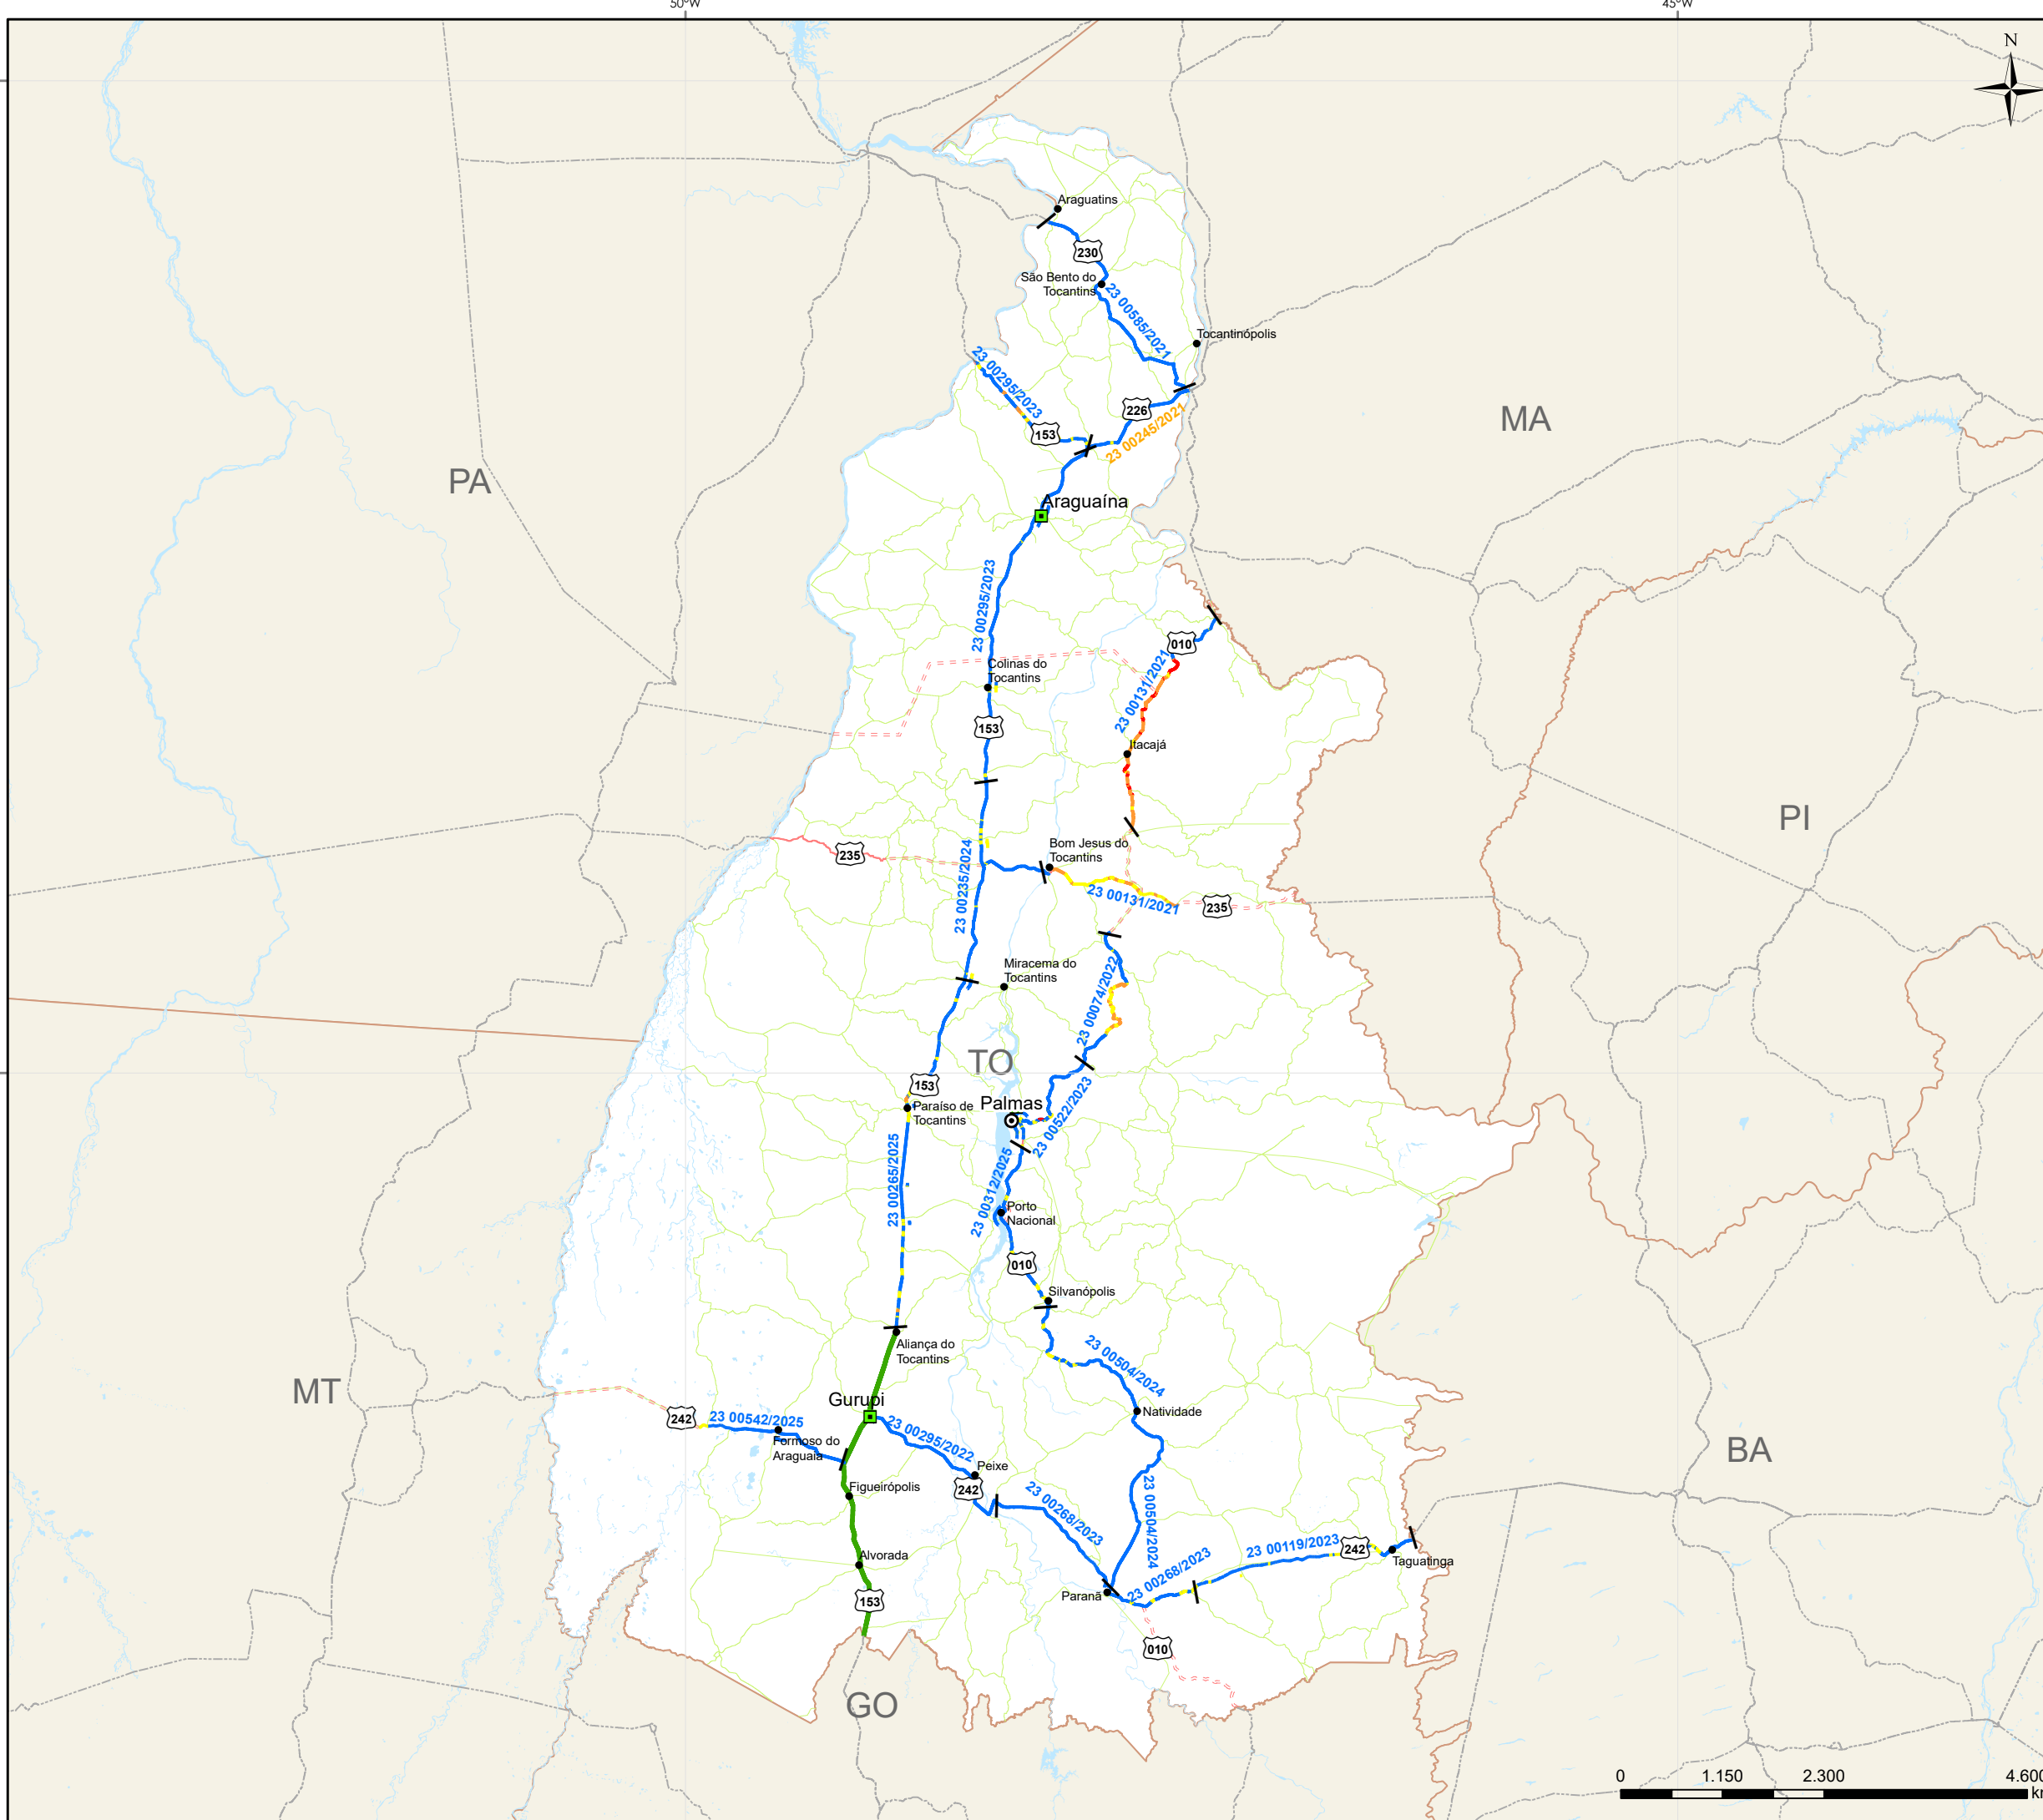 50°W
45°W
N
Araguatins
230
São Bento do
Tocantins
23 00585/2021
Tocantinópolis
23 00295/2023
226
153
23 00245/2021
MA
PA
Araguaína
23 00295/2023
010
Colinas do
Tocantins
23 00131/2021
153
Itacajá
PI
235
Bom Jesus do
Tocantins
23 00235/2024
23 00131/2021
235
Miracema do
Tocantins
23 00074/2022
TO
153
Palmas
Paraíso de
Tocantins
23 00522/2023
23 00265/2025
23 00312/2025
Porto
Nacional
010
Silvanópolis
Aliança do
Tocantins
23 00504/2024
MT
Gurupi
242
23 00542/2025
Natividade
23 00295/2022
Formoso do
Araguaia
BA
Peixe
Figueirópolis
242
23 00268/2023
23 00504/2024
23 00119/2023
242
Taguatinga
Alvorada
23 00268/2023
Paranã
153
010
GO
0
1.150
2.300
4.600